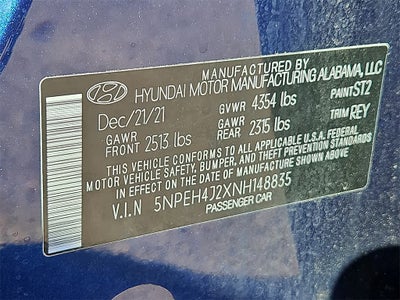 MANUFACTURED BY
HYUNDAI MOTOR MANUFACTURING ALABAMA, LLC
Dec/21/21 GVWR 4354 lbs PAINT ST2
GAWR FRONT 2513 lbs GAWR REAR 2315 lbs TRIM REY
THIS VEHICLE CONFORMS TO ALL APPLICABLE U.S.A. FEDERAL
MOTOR VEHICLE SAFETY, BUMPER, AND THEFT PREVENTION STANDARDS
IN EFFECT ON THE DATE OF MANUFACTURE SHOWN ABOVE.
V.I.N 5NPEH4J2XNH148835
PASSENGER CAR